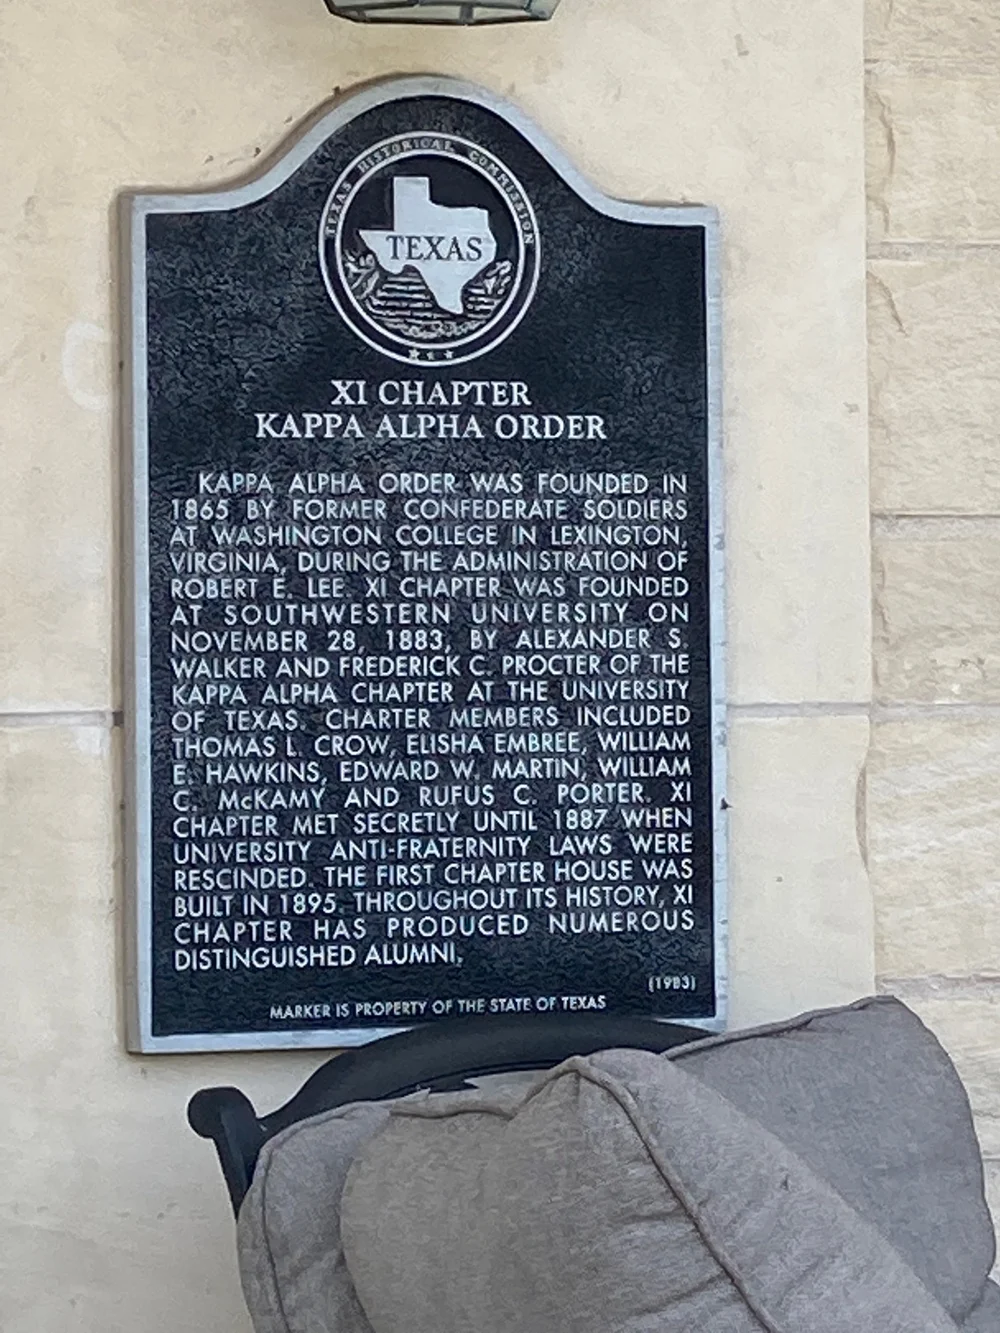 TEXAS HISTORICAL COMMISSION
TEXAS
XI CHAPTER
KAPPA ALPHA ORDER
KAPPA ALPHA ORDER WAS FOUNDED IN
1865 BY FORMER CONFEDERATE SOLDIERS
AT WASHINGTON COLLEGE IN LEXINGTON,
VIRGINIA, DURING THE ADMINISTRATION OF
ROBERT E. LEE. XI CHAPTER WAS FOUNDED
AT SOUTHWESTERN UNIVERSITY ON
NOVEMBER 28, 1883, BY ALEXANDER S.
WALKER AND FREDERICK C. PROCTER OF THE
KAPPA ALPHA CHAPTER AT THE UNIVERSITY
OF TEXAS. CHARTER MEMBERS INCLUDED
THOMAS L. CROW, ELISHA EMBREE, WILLIAM
E. HAWKINS, EDWARD W. MARTIN, WILLIAM
C. McKAMY AND RUFUS C. PORTER. XI
CHAPTER MET SECRETLY UNTIL 1887 WHEN
UNIVERSITY ANTI-FRATERNITY LAWS WERE
RESCINDED. THE FIRST CHAPTER HOUSE WAS
BUILT IN 1895. THROUGHOUT ITS HISTORY, XI
CHAPTER HAS PRODUCED NUMEROUS
DISTINGUISHED ALUMNI.
(1983)
MARKER IS PROPERTY OF THE STATE OF TEXAS